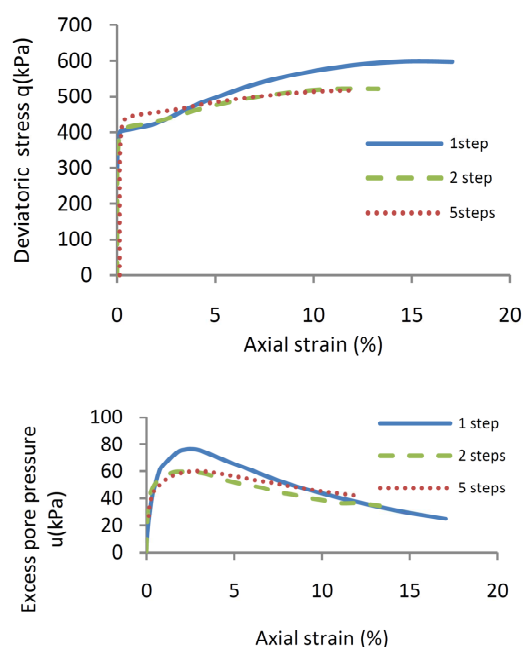 Deviatoric stress q(kPa)
700
600
500
400
300
200
100
0
0 5 10 15 20
Axial strain (%)
1step
2 step
5steps
Excess pore pressure
u(kPa)
100
80
60
40
20
0
0 5 10 15 20
Axial strain (%)
1 step
2 steps
5 steps